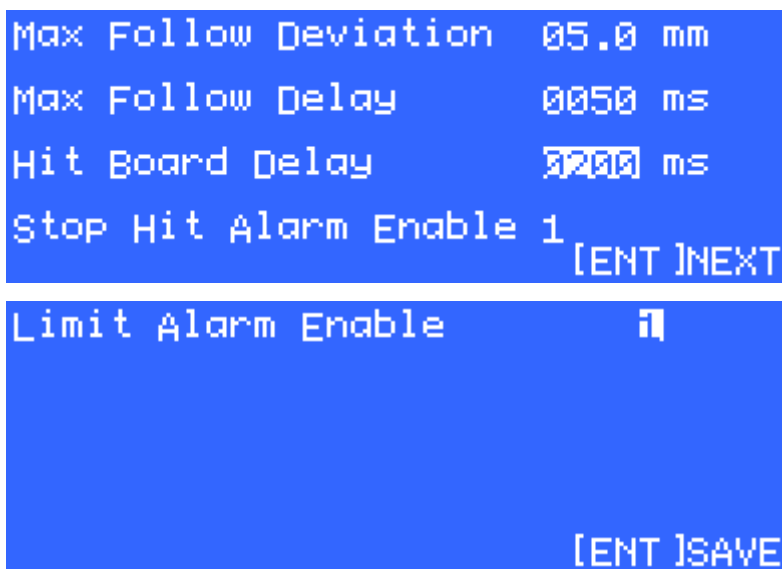 Max Follow Deviation 05.0 mm
Max Follow Delay 0050 ms
Hit Board Delay 0200 ms
Stop Hit Alarm Enable 1
[ENT ]NEXT
Limit Alarm Enable 1
[ENT ]SAVE